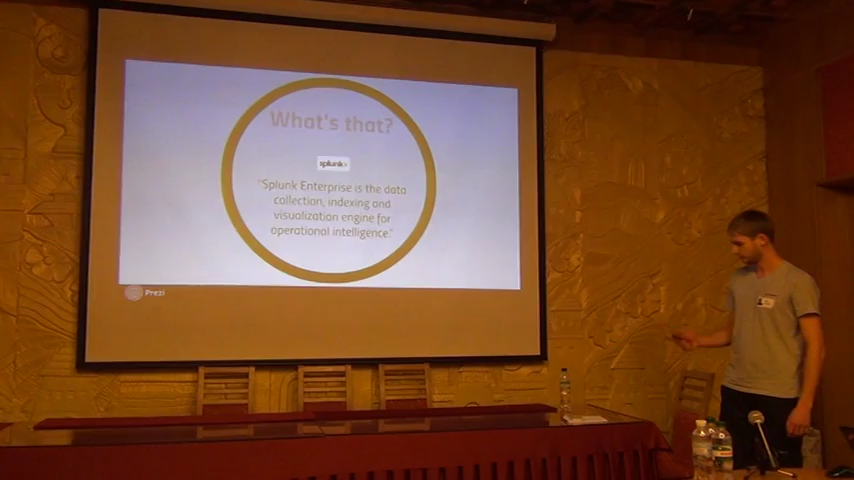 What's that?
splunk>
"Splunk Enterprise is the data
collection, indexing and
visualization engine for
operational intelligence."
Prezi